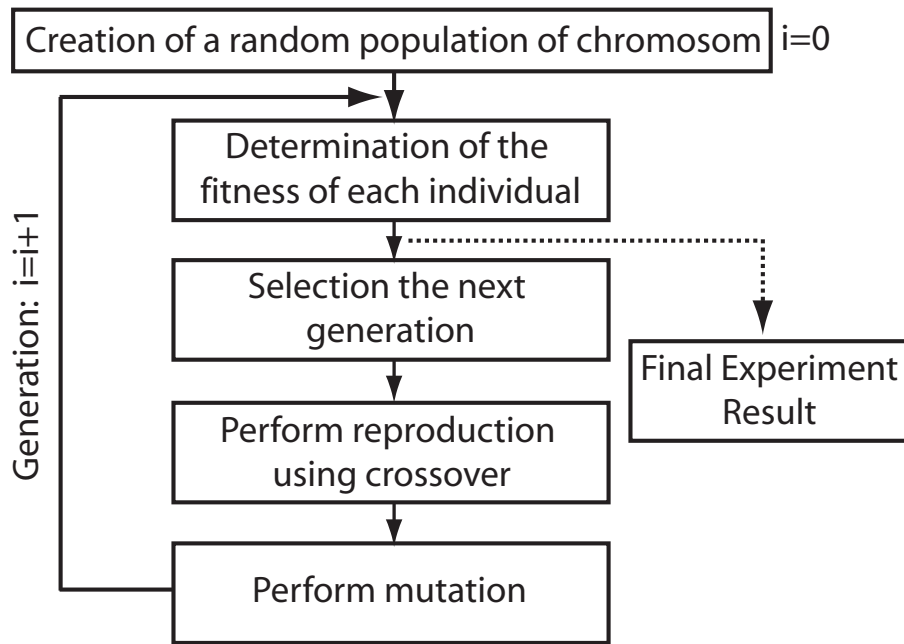 Creation of a random population of chromosom
i=0
Determination of the
fitness of each individual
Selection the next
generation
Final Experiment
Result
Perform reproduction
using crossover
Perform mutation
Generation: i=i+1